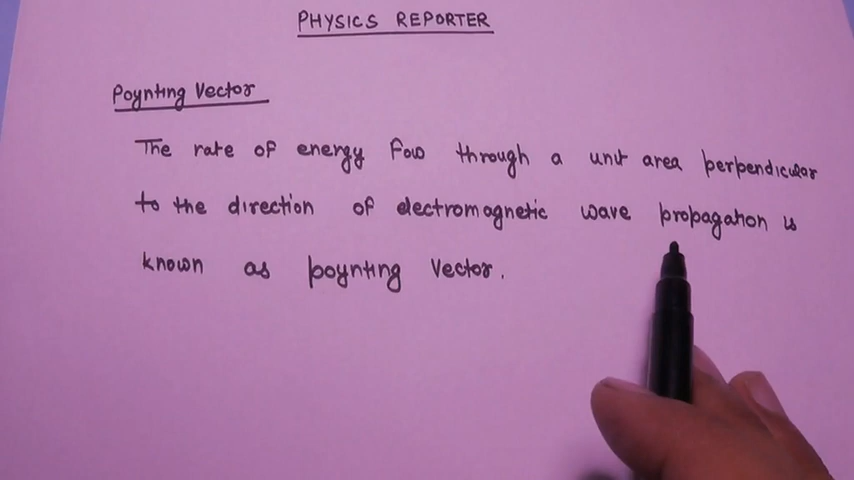 PHYSICS REPORTER
Poynting Vector
The rate of energy flow through a unit area perpendicular
to the direction of electromagnetic wave propagation is
known as poynting vector.